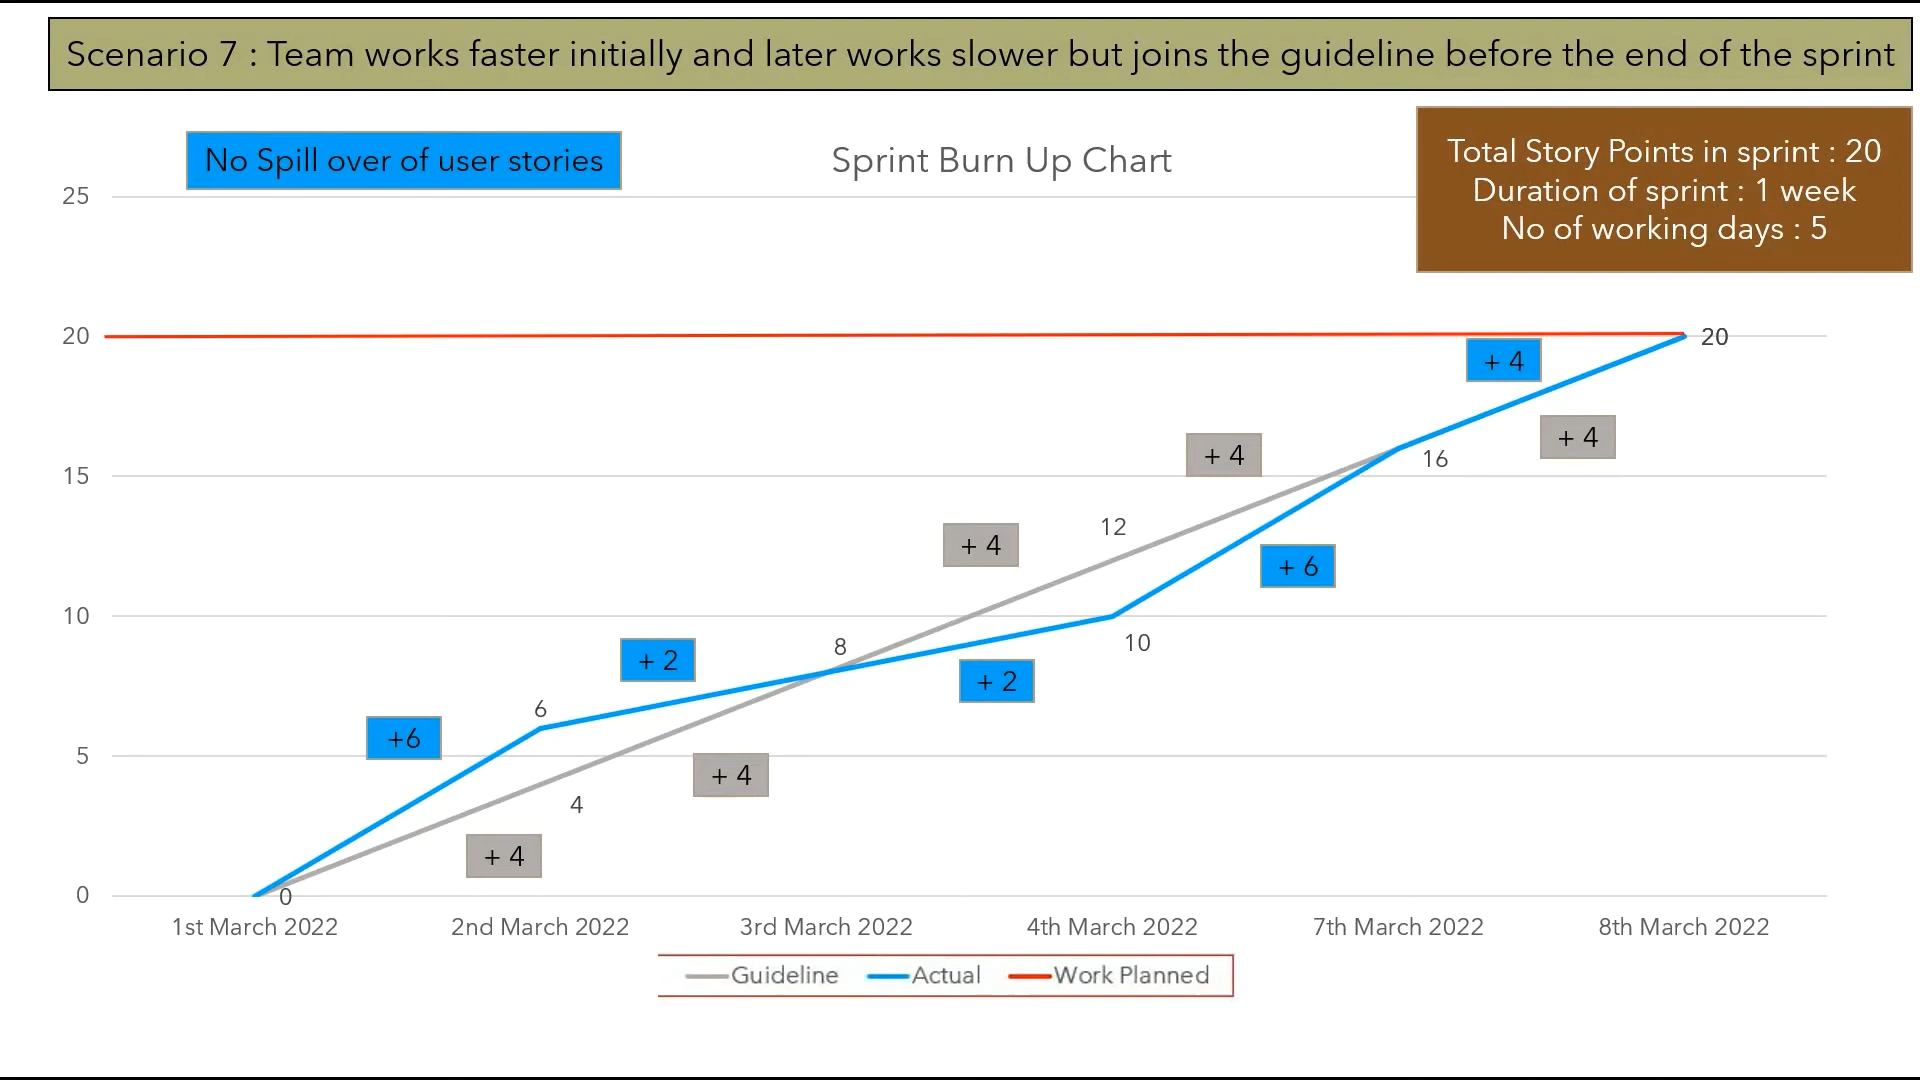 Scenario 7 : Team works faster initially and later works slower but joins the guideline before the end of the sprint
No Spill over of user stories
Sprint Burn Up Chart
Total Story Points in sprint : 20
Duration of sprint : 1 week
No of working days : 5
25
20
15
10
5
0
20
+ 4
+ 4
+ 4
16
12
+ 4
+ 6
10
8
+ 2
+ 2
6
+6
+ 4
4
+ 4
0
1st March 2022
2nd March 2022
3rd March 2022
4th March 2022
7th March 2022
8th March 2022
Guideline
Actual
Work Planned